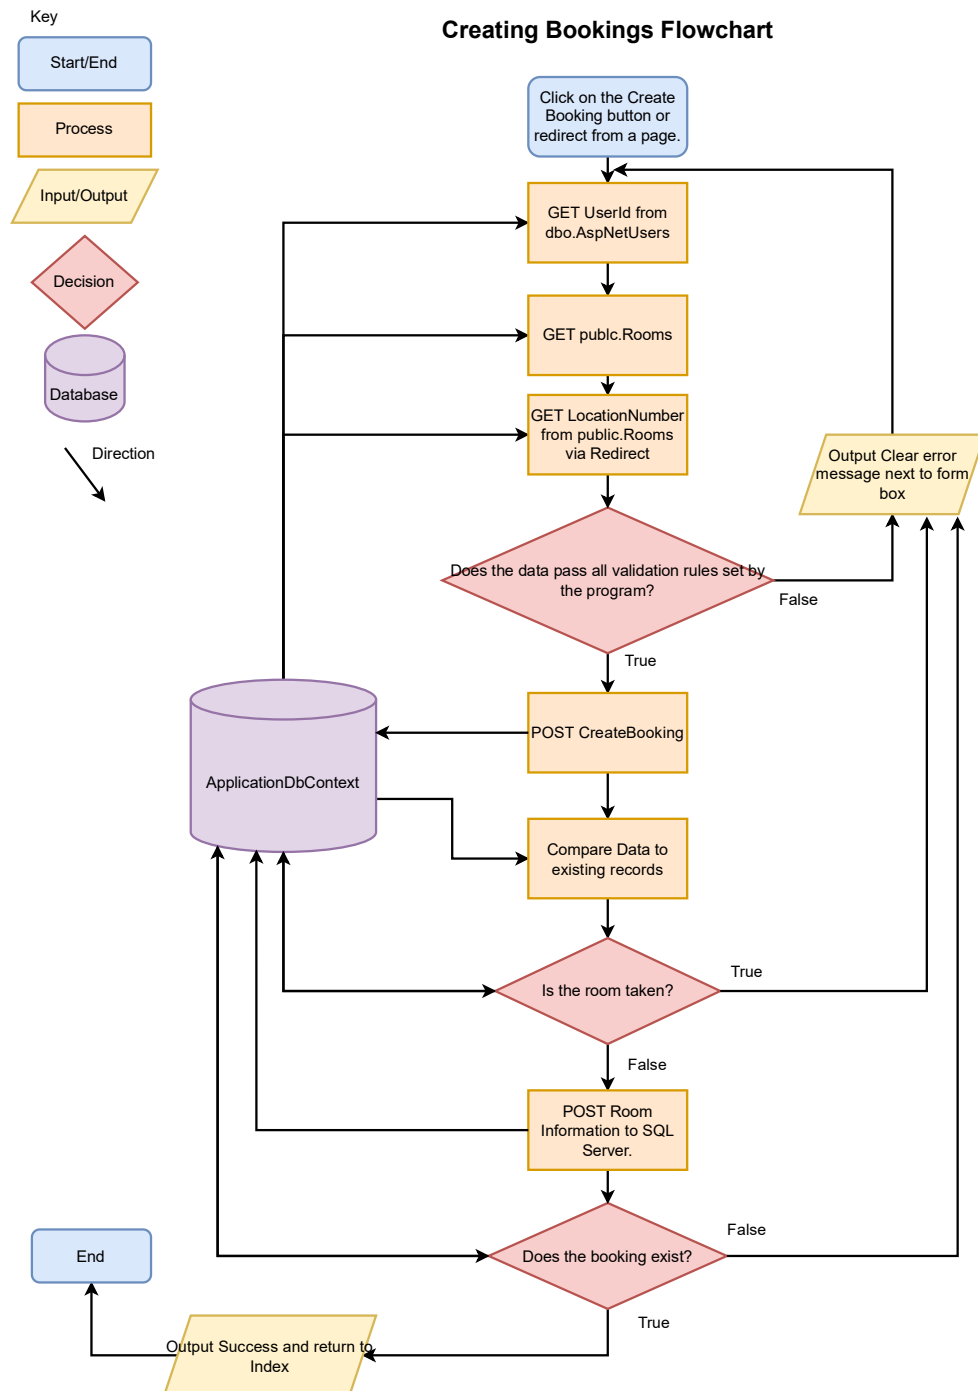 Key
Creating Bookings Flowchart
Start/End
Process
Input/Output
Decision
Database
Direction
Click on the Create
Booking button or
redirect from a page.
GET UserId from
dbo.AspNetUsers
GET publc.Rooms
GET LocationNumber
from public.Rooms
via Redirect
Output Clear error
message next to form
box
Does the data pass all validation rules set by
the program?
False
True
POST CreateBooking
ApplicationDbContext
Compare Data to
existing records
Is the room taken?
True
False
POST Room
Information to SQL
Server.
Does the booking exist?
False
True
End
Output Success and return to
Index